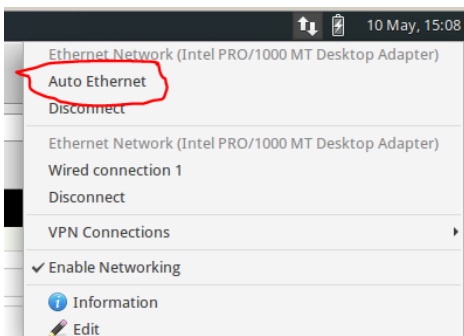 10 May, 15:08
Ethernet Network (Intel PRO/1000 MT Desktop Adapter)
Auto Ethernet
Disconnect
Ethernet Network (Intel PRO/1000 MT Desktop Adapter)
Wired connection 1
Disconnect
VPN Connections
Enable Networking
Information
Edit